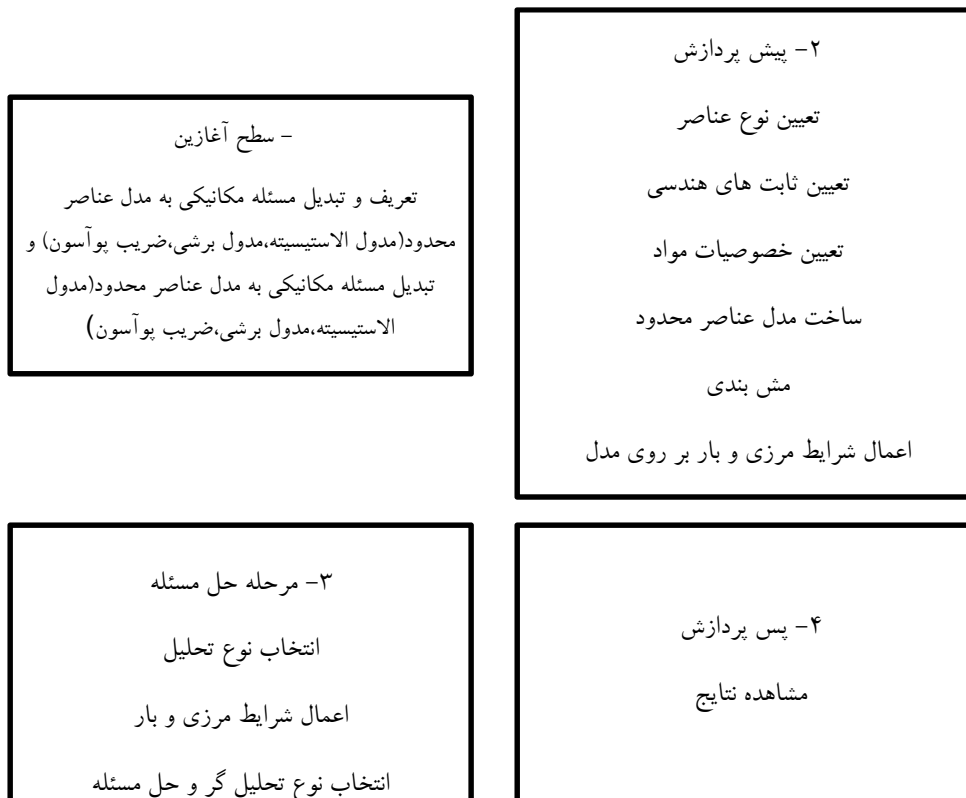 - سطح آغازین
تعریف و تبدیل مسئله مکانیکی به مدل عناصر
محدود(مدول الاستیسیته،مدول برشی،ضریب پوآسون) و
تبدیل مسئله مکانیکی به مدل عناصر محدود(مدول
الاستیسیته،مدول برشی،ضریب پوآسون)
۲- پیش پردازش
تعیین نوع عناصر
تعیین ثابت های هندسی
تعیین خصوصیات مواد
ساخت مدل عناصر محدود
مش بندی
اعمال شرایط مرزی و بار بر روی مدل
۳- مرحله حل مسئله
انتخاب نوع تحلیل
اعمال شرایط مرزی و بار
انتخاب نوع تحلیل گر و حل مسئله
۴- پس پردازش
مشاهده نتایج